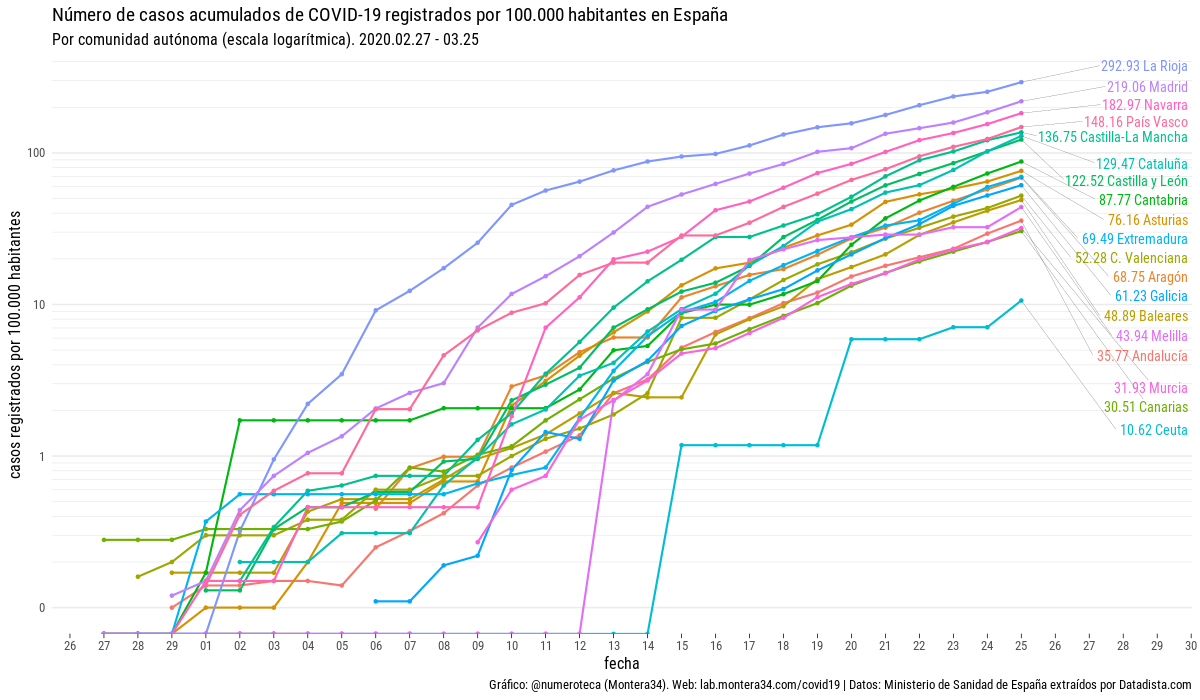 Número de casos acumulados de COVID-19 registrados por 100.000 habitantes en España
Por comunidad autónoma (escala logarítmica). 2020.02.27 - 03.25
casos registrados por 100.000 habitantes
100
10
1
0
292.93 La Rioja
219.06 Madrid
182.97 Navarra
148.16 País Vasco
136.75 Castilla-La Mancha
129.47 Cataluña
122.52 Castilla y León
87.77 Cantabria
76.16 Asturias
69.49 Extremadura
52.28 C. Valenciana
68.75 Aragón
61.23 Galicia
48.89 Baleares
43.94 Melilla
35.77 Andalucía
31.93 Murcia
30.51 Canarias
10.62 Ceuta
26 27 28 29 01 02 03 04 05 06 07 08 09 10 11 12 13 14 15 16 17 18 19 20 21 22 23 24 25 26 27 28 29 30
fecha
Gráfico: @numeroteca (Montera34). Web: lab.montera34.com/covid19 | Datos: Ministerio de Sanidad de España extraídos por Datadista.com